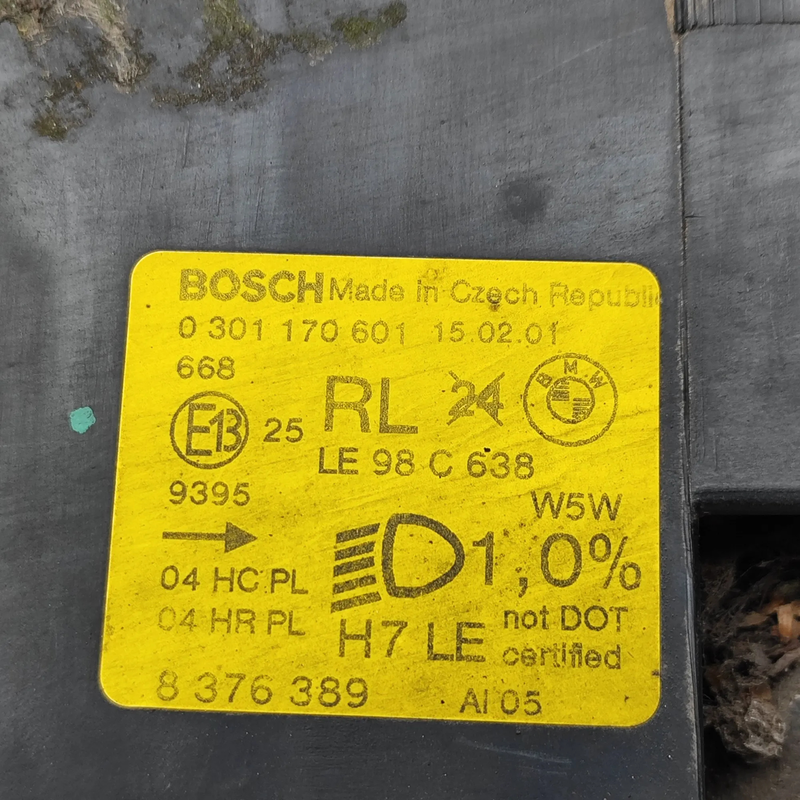 BOSCH Made in Czech Republic
0 301 170 601 15.02.01
668
RL 24
BMW
E13 25
LE 98 C 638
9395
W5W
1,0%
04 HC PL
04 HR PL
H7 LE
not DOT
certified
8 376 389
AI 05